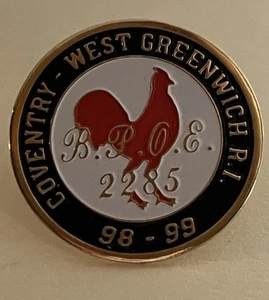 COVENTRY - WEST GREENWICH R.I.
B.P.O.E.
2285
98 - 99